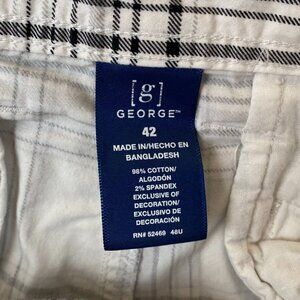 [g]
GEORGE™
42
MADE IN/HECHO EN
BANGLADESH
98% COTTON/
ALGODÓN
2% SPANDEX
EXCLUSIVE OF
DECORATION/
EXCLUSIVO DE
DECORACIÓN
RN# 52469 48U